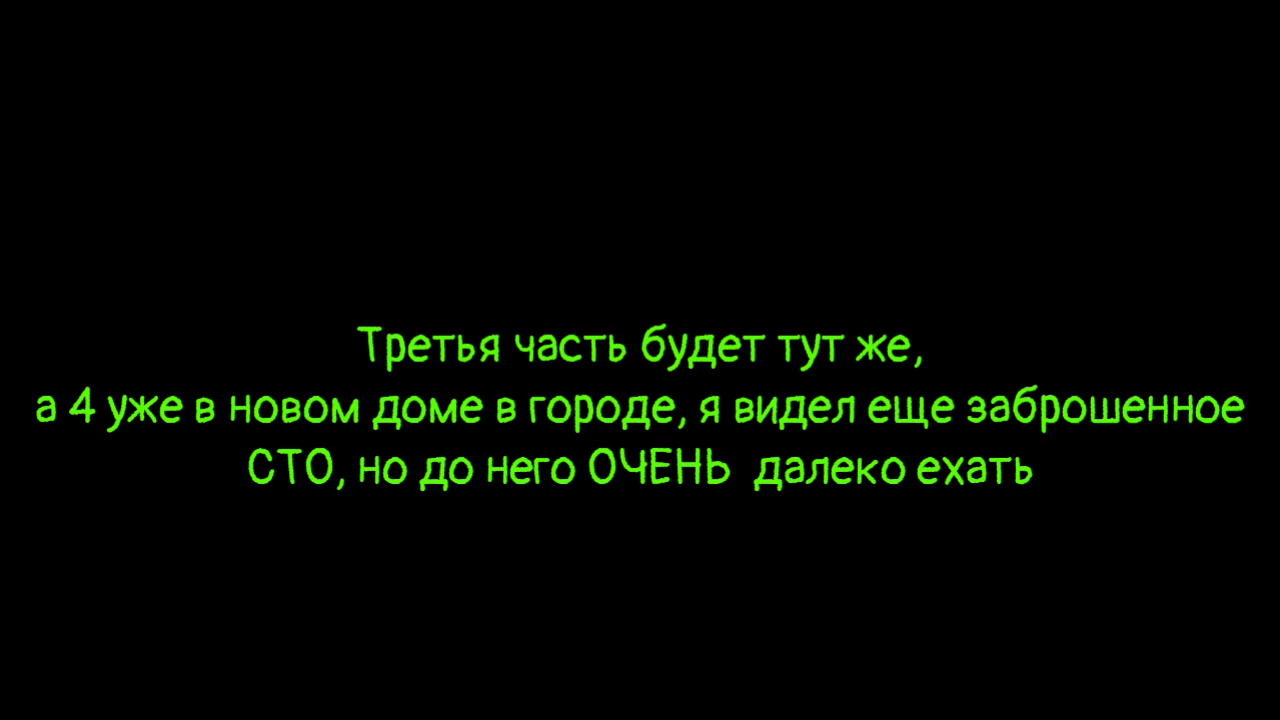 Третья часть будет тут же,
а 4 уже в новом доме в городе, я видел еще заброшенное
СТО, но до него ОЧЕНЬ далеко ехать